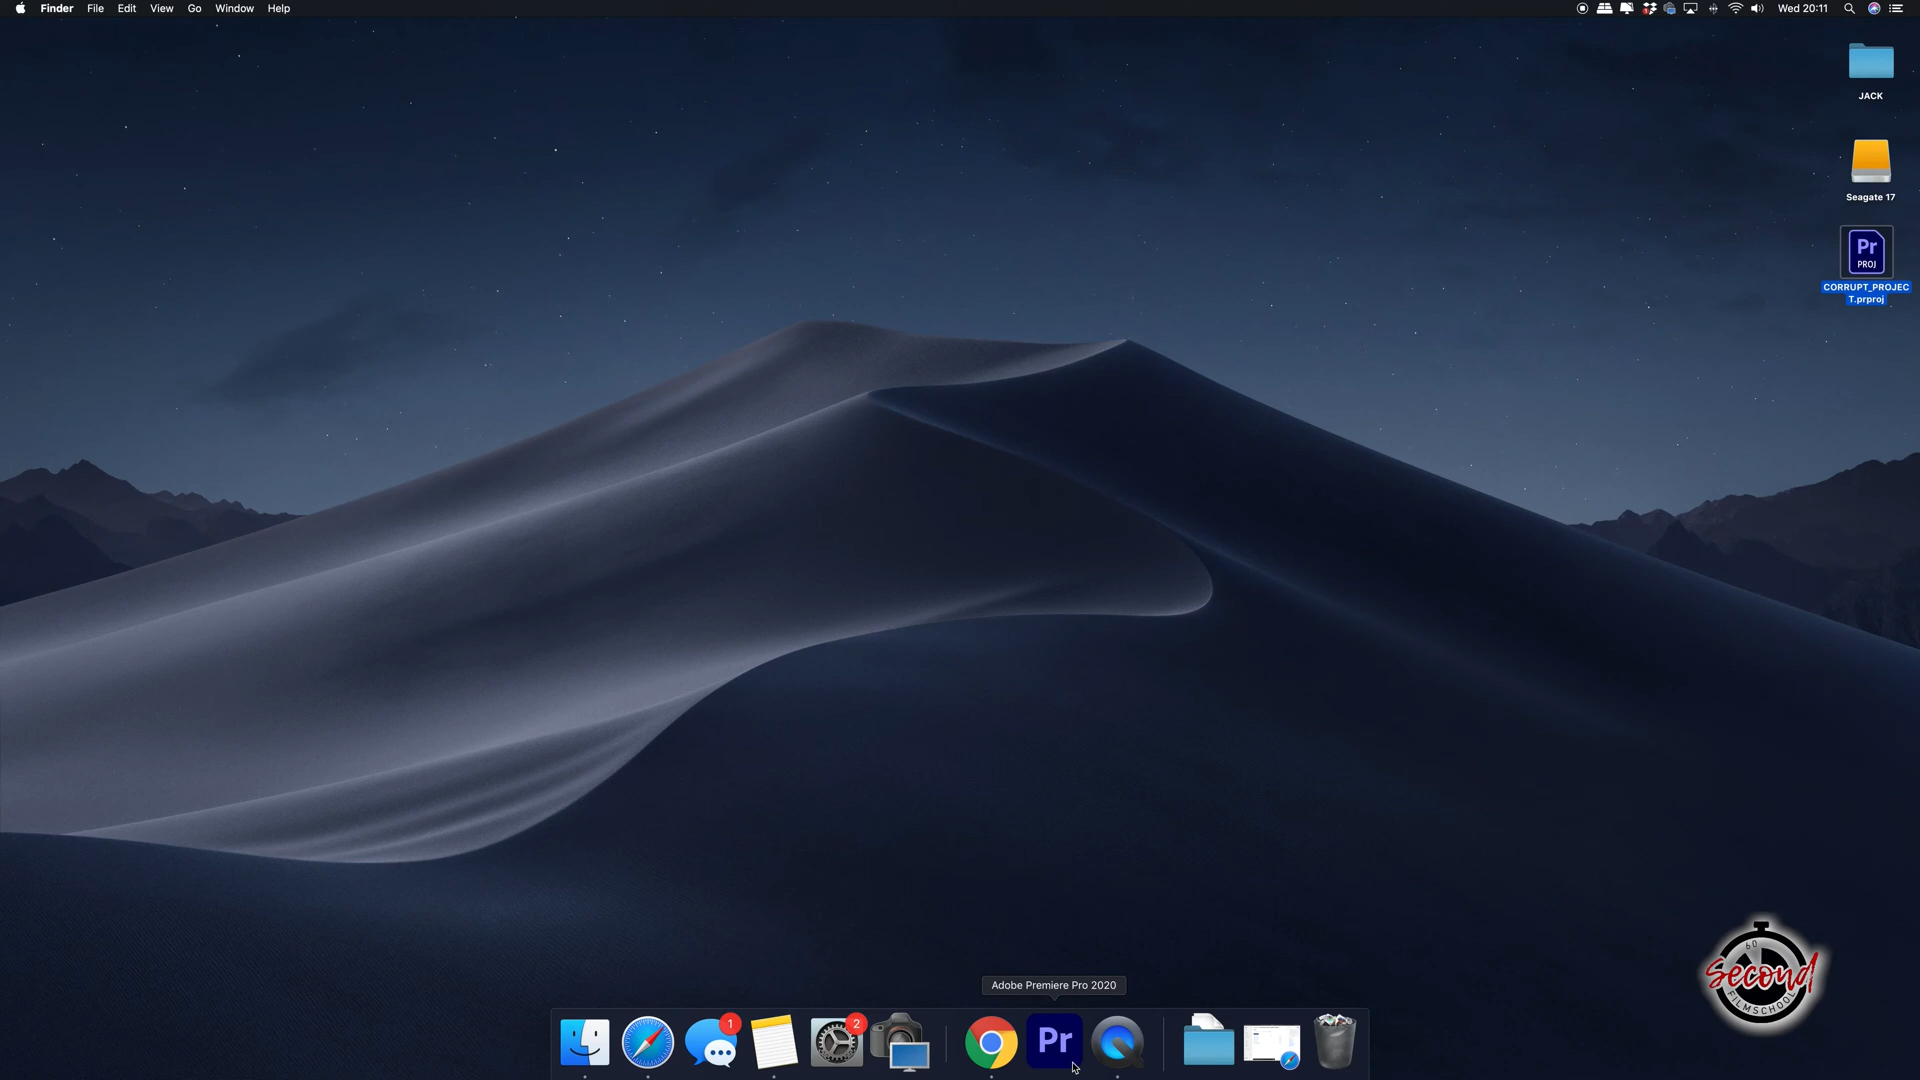 Finder File Edit View Go Window Help
Wed 20:11
JACK
Seagate 17
Pr
PROJ
CORRUPT_PROJEC
T.prproj
60
Second
FILMSCHOOL
Adobe Premiere Pro 2020
1
2
Pr